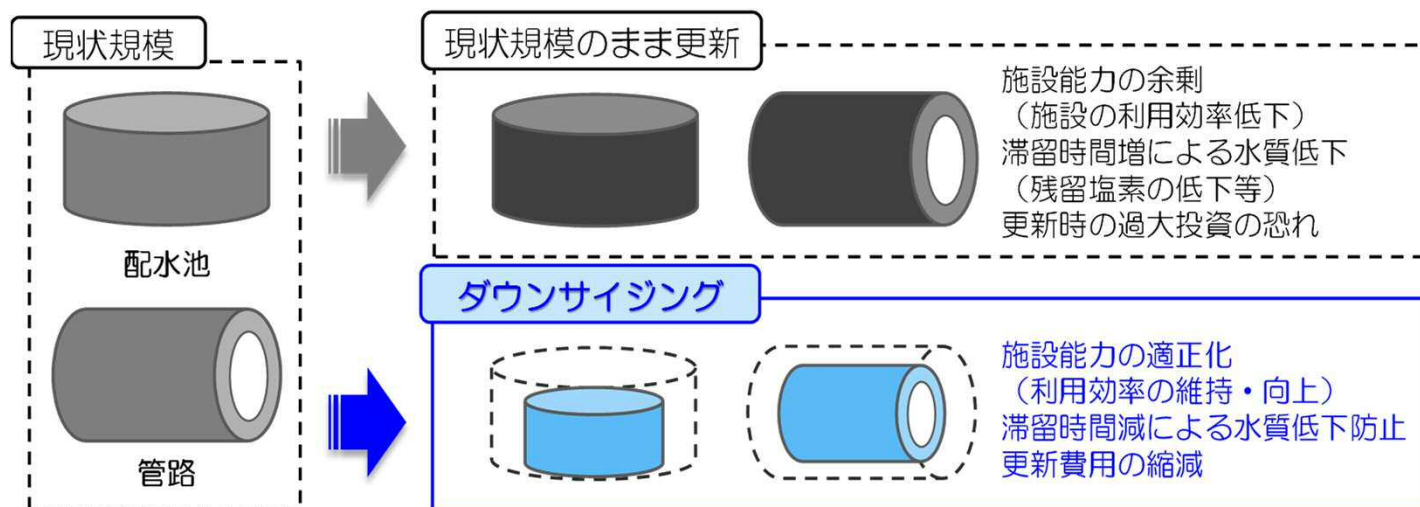 現状規模
配水池
管路
現状規模のまま更新
施設能力の余剰
（施設の利用効率低下）
滞留時間増による水質低下
（残留塩素の低下等）
更新時の過大投資の恐れ
ダウンサイジング
施設能力の適正化
（利用効率の維持・向上）
滞留時間減による水質低下防止
更新費用の縮減